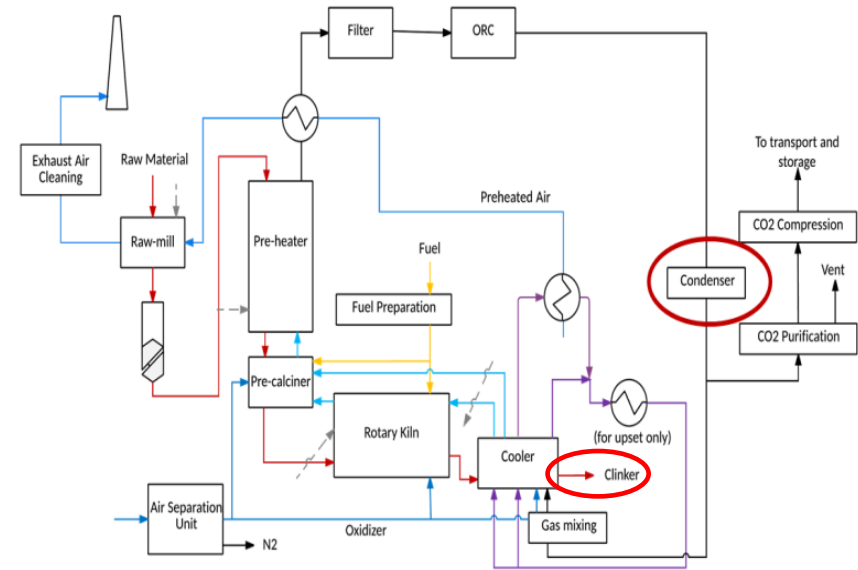 Filter
ORC
To transport and
storage
Exhaust Air
Cleaning
Raw Material
Preheated Air
CO2 Compression
Raw-mill
Pre-heater
Fuel
Condenser
Vent
Fuel Preparation
CO2 Purification
Pre-calciner
Rotary Kiln
(for upset only)
Cooler
Clinker
Air Separation
Unit
Oxidizer
Gas mixing
N2